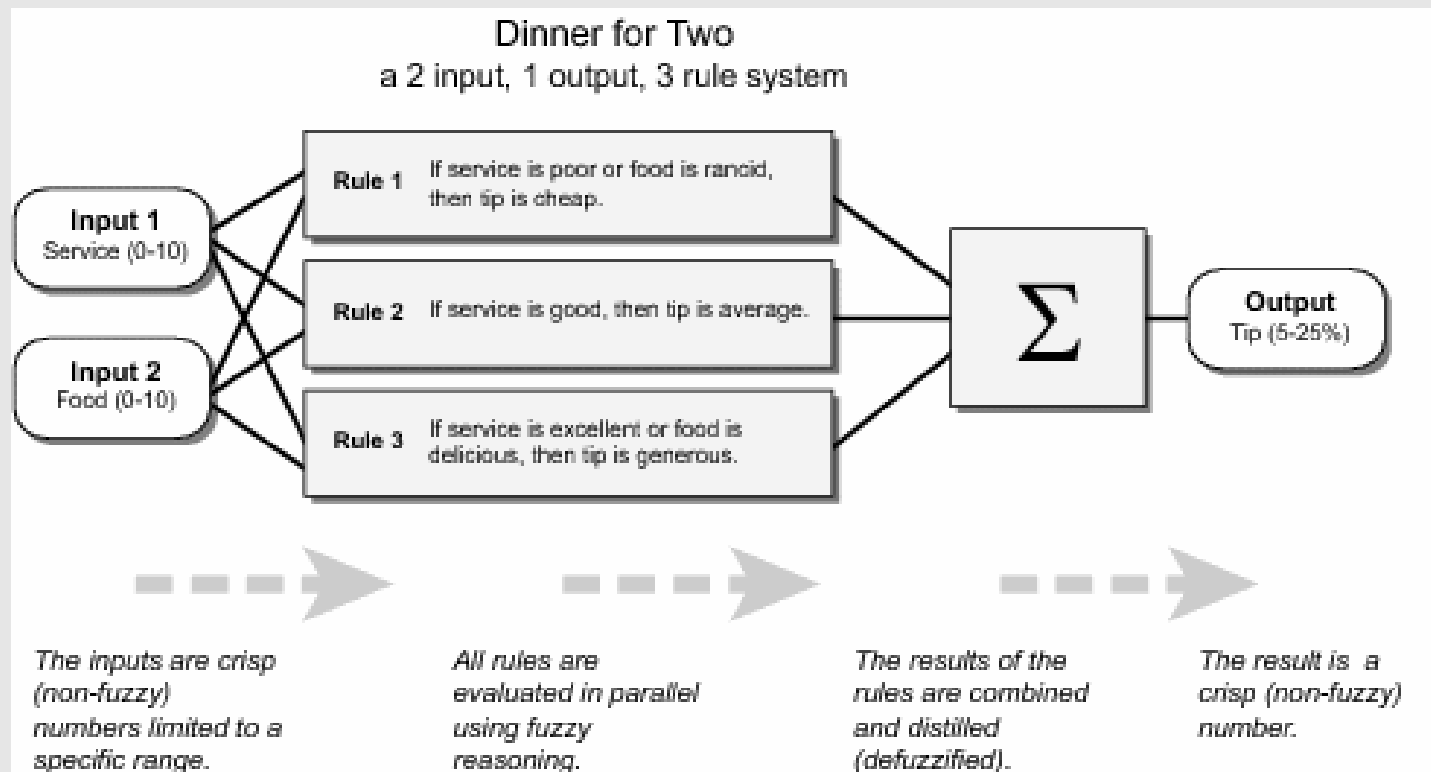 Dinner for Two
a 2 input, 1 output, 3 rule system
Input 1
Service (0-10)
Input 2
Food (0-10)
Rule 1
If service is poor or food is rancid,
then tip is cheap.
Rule 2
If service is good, then tip is average.
Rule 3
If service is excellent or food is
delicious, then tip is generous.
Σ
Output
Tip (5-25%)
The inputs are crisp
(non-fuzzy)
numbers limited to a
specific range.
All rules are
evaluated in parallel
using fuzzy
reasoning.
The results of the
rules are combined
and distilled
(defuzzified).
The result is a
crisp (non-fuzzy)
number.